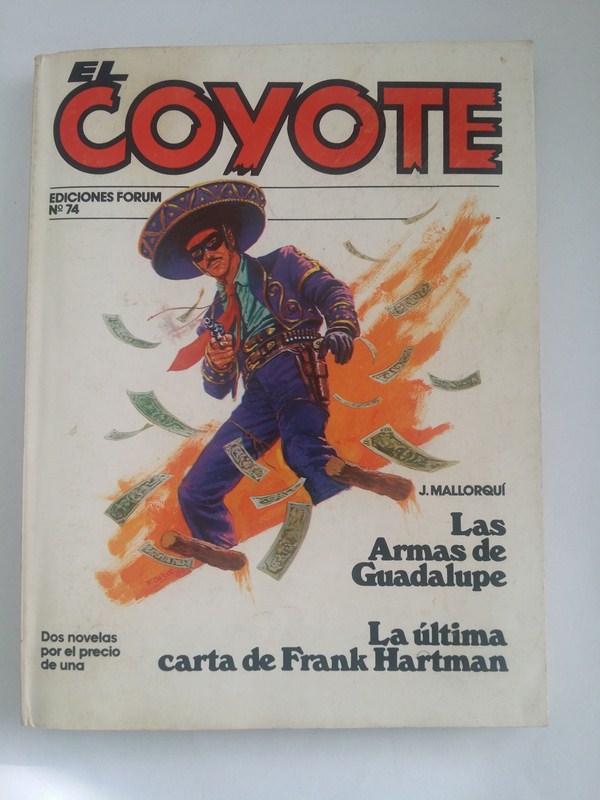 EL
COYOTE
EDICIONES FORUM
Nº 74
J. MALLORQUÍ
Las
Armas de
Guadalupe
Dos novelas
por el precio
de una
La última
carta de Frank Hartman